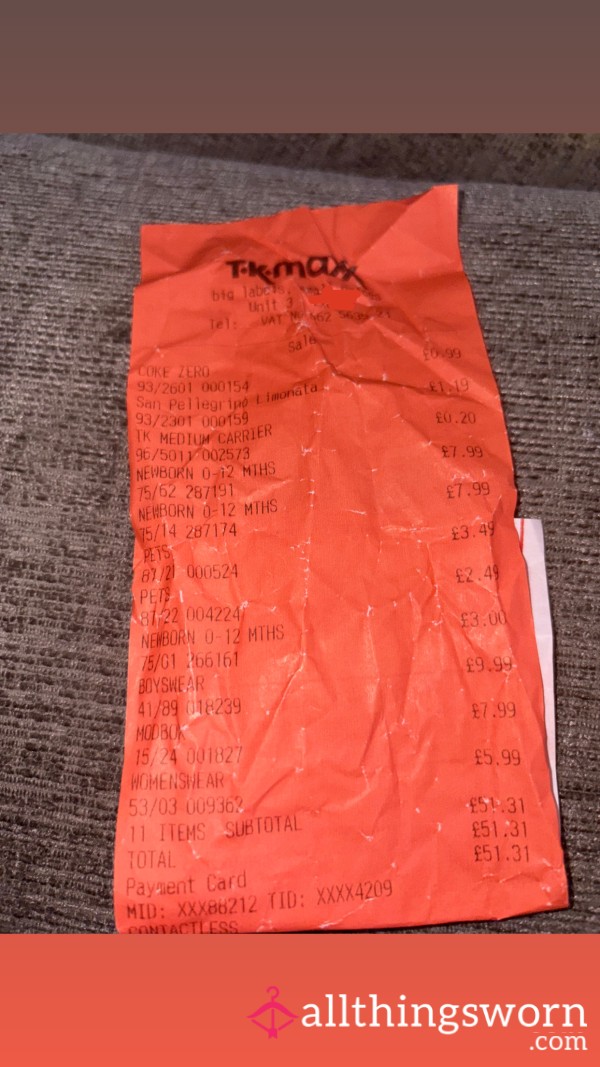 T·K·maxx
big labels,
Unit 3
Tel: VAT No
Sale
COKE ZERO £0.99
93/2601 000154
San Pellegrino Limonata £1.19
93/2301 000159
TK MEDIUM CARRIER £0.20
96/5011 002573
NEWBORN 0-12 MTHS £7.99
75/62 287191
NEWBORN 0-12 MTHS £7.99
75/14 287174
PETS £3.49
87/21 000524
PETS £2.49
87/22 004224
NEWBORN 0-12 MTHS £3.00
75/01 266161
BOYSWEAR £9.99
41/89 018239
MODBOX £7.99
15/24 001827
WOMENSWEAR £5.99
53/03 009362
11 ITEMS SUBTOTAL £51.31
TOTAL £51.31
Payment Card £51.31
MID: XXX88212 TID: XXXX4209
CONTACTLESS
allthingsworn
.com